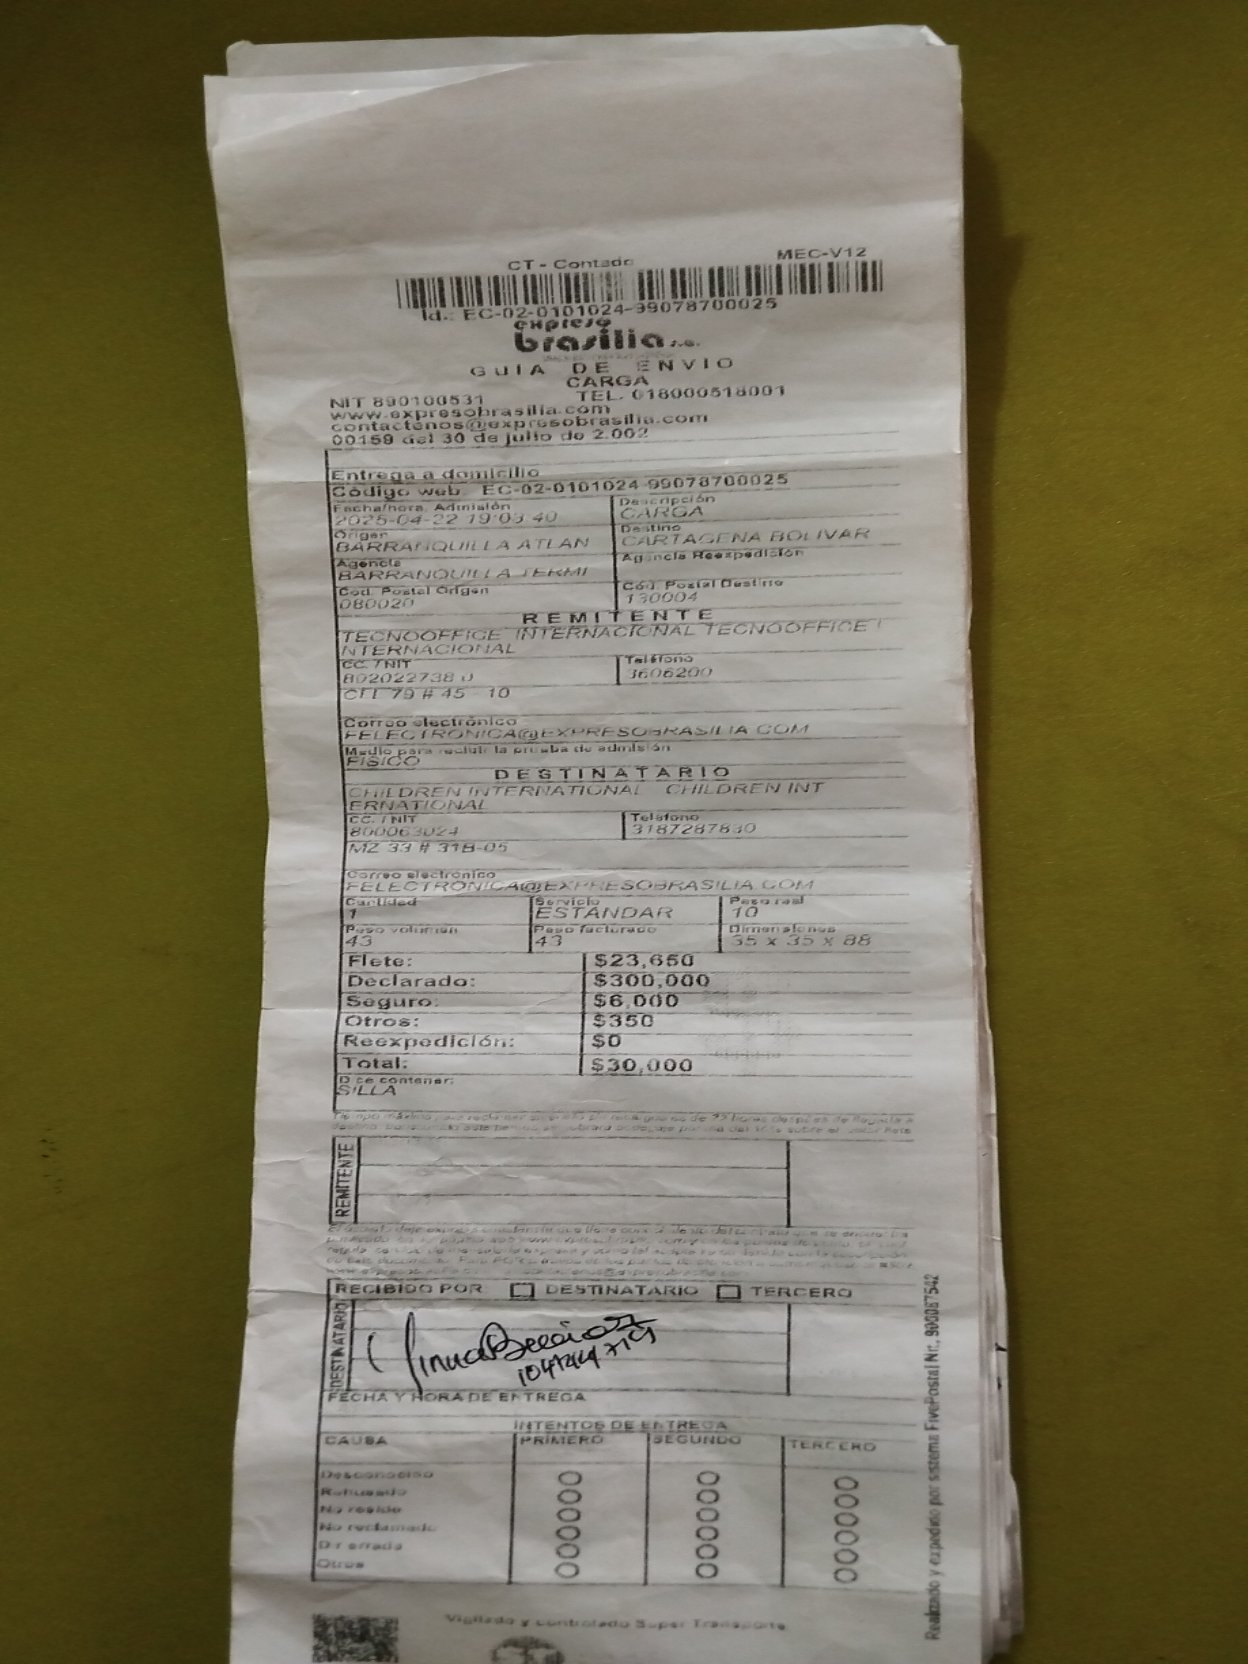 CT - Contado MEC-V12
Id.: EC-02-0101024-99078700025
expreso
brasilia s.a.
GUIA DE ENVIO
CARGA
NIT 890100531 TEL. 018000518001
www.expresobrasilia.com
contactenos@expresobrasilia.com
00159 del 30 de julio de 2.002
Entrega a domicilio
Código web. EC-02-0101024-99078700025
Fecha/hora. Admisión Descripción
2025-04-22 19:03:40 CARGA
Origen Destino
BARRANQUILLA ATLAN CARTAGENA BOLIVAR
Agencia Agencia Reexpedición
BARRANQUILLA TERMI
Cod. Postal Origen Cód. Postal Destino
080020 130004
REMITENTE
TECNOOFFICE INTERNACIONAL TECNOOFFICE I
NTERNACIONAL
CC. / NIT Teléfono
802022738 3606200
CLL 79 # 45 - 10
Correo electrónico
FELECTRONICA@EXPRESOBRASILIA.COM
Medio para recibir la prueba de admisión
FISICO
DESTINATARIO
CHILDREN INTERNATIONAL CHILDREN INT
ERNATIONAL
CC. / NIT Teléfono
800063024
MZ 33 # 31B-05
Correo electrónico
FELECTRONICA@EXPRESOBRASILIA.COM
Cantidad Servicio Peso real
1 ESTANDAR 10
Peso volumen Peso facturado Dimensiones
43 43 35 x 35 x 88
Flete: $23,650
Declarado: $300,000
Seguro: $6,000
Otros: $350
Reexpedición: $0
Total: $30,000
Dice contener:
SILLA
REMITENTE
RECIBIDO POR DESTINATARIO TERCERO
DESTINATARIO
FECHA Y HORA DE ENTREGA
INTENTOS DE ENTREGA
CAUSA PRIMERO SEGUNDO TERCERO
Desconocido
Rehusado
No reside
No reclamado
Dir errada
Otros
Vigilado y controlado Super Transporte
Realizado y expedido por sistema FivePostal Nit., 900087542